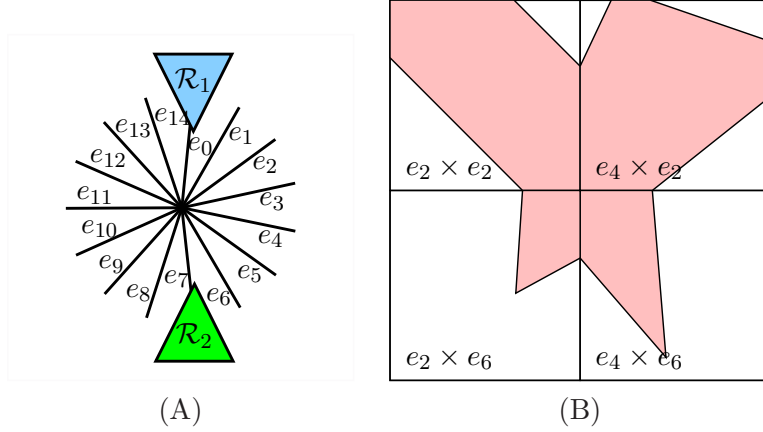 ℛ₁
e₁₄
e₁₃
e₀
e₁
e₁₂
e₂
e₁₁
e₃
e₁₀
e₄
e₉
e₅
e₈
e₇
e₆
ℛ₂
(A)
e₂ × e₂
e₄ × e₂
e₂ × e₆
e₄ × e₆
(B)